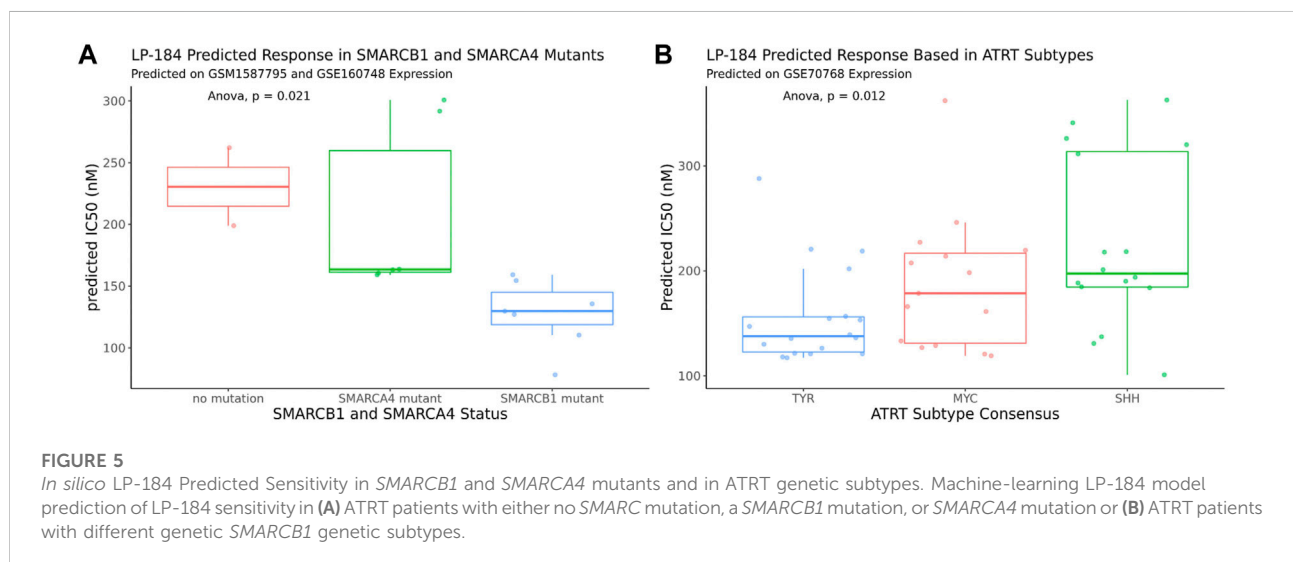 A
LP-184 Predicted Response in SMARCB1 and SMARCA4 Mutants
Predicted on GSM1587795 and GSE160748 Expression
Anova, p = 0.021
300
250
200
150
100
predicted IC50 (nM)
no mutation SMARCA4 mutant SMARCB1 mutant
SMARCB1 and SMARCA4 Status
B
LP-184 Predicted Response Based in ATRT Subtypes
Predicted on GSE70768 Expression
Anova, p = 0.012
300
200
100
Predicted IC50 (nM)
TYR MYC SHH
ATRT Subtype Consensus
FIGURE 5
In silico LP-184 Predicted Sensitivity in SMARCB1 and SMARCA4 mutants and in ATRT genetic subtypes. Machine-learning LP-184 model
prediction of LP-184 sensitivity in (A) ATRT patients with either no SMARC mutation, a SMARCB1 mutation, or SMARCA4 mutation or (B) ATRT patients
with different genetic SMARCB1 genetic subtypes.